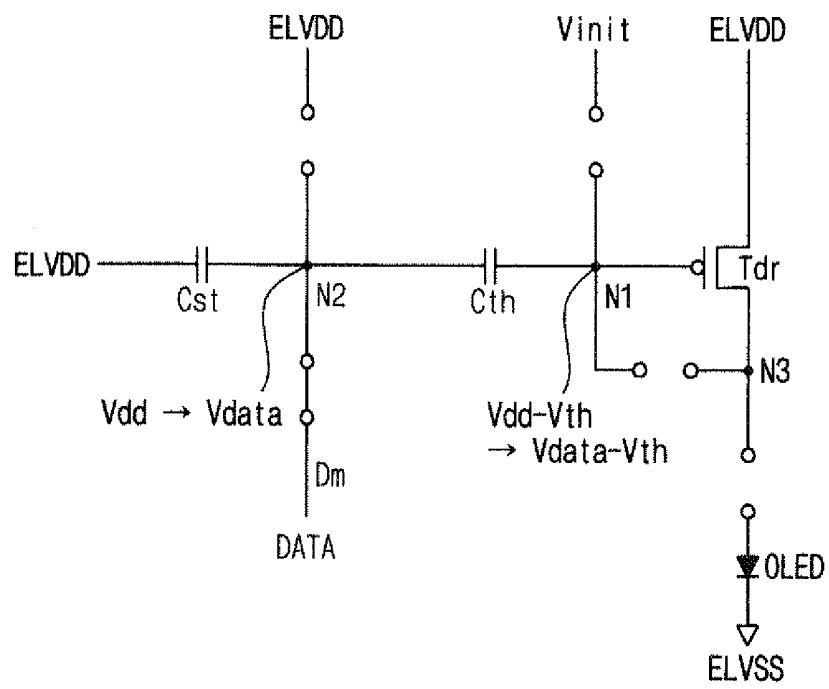 ELVDD
Vinit
ELVDD
ELVDD
Cst
N2
Cth
N1
Tdr
N3
Vdd → Vdata
Vdd-Vth
→ Vdata-Vth
Dm
DATA
OLED
ELVSS